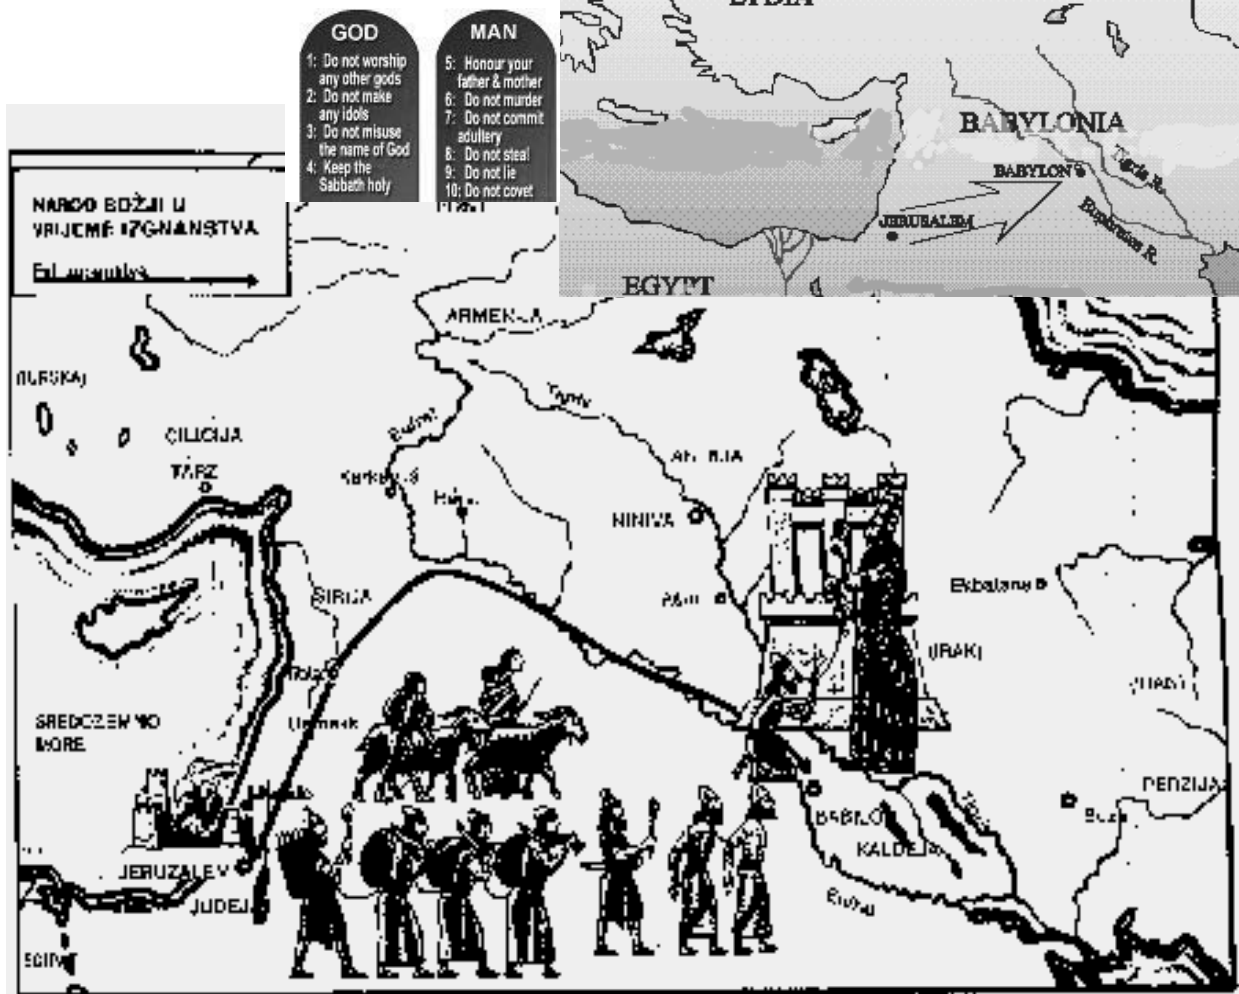 GOD
1: Do not worship
any other gods
2: Do not make
any idols
3: Do not misuse
the name of God
4: Keep the
Sabbath holy
MAN
5: Honour your
father & mother
6: Do not murder
7: Do not commit
adultery
8: Do not steal
9: Do not lie
10: Do not covet
LYDIA
BABYLONIA
BABYLON
Tigris R.
Euphrates R.
JERUSALEM
EGYPT
NAROD BOŽJI U
VRIJEME IZGNANSTVA
ARMENIJA
CILICIJA
TARZ
NINIVA
SIRIJA
Ekbatana
(IRAK)
SREDOZEMNO
MORE
PERZIJA
KALDEJA
JERUZALEM
JUDEJA